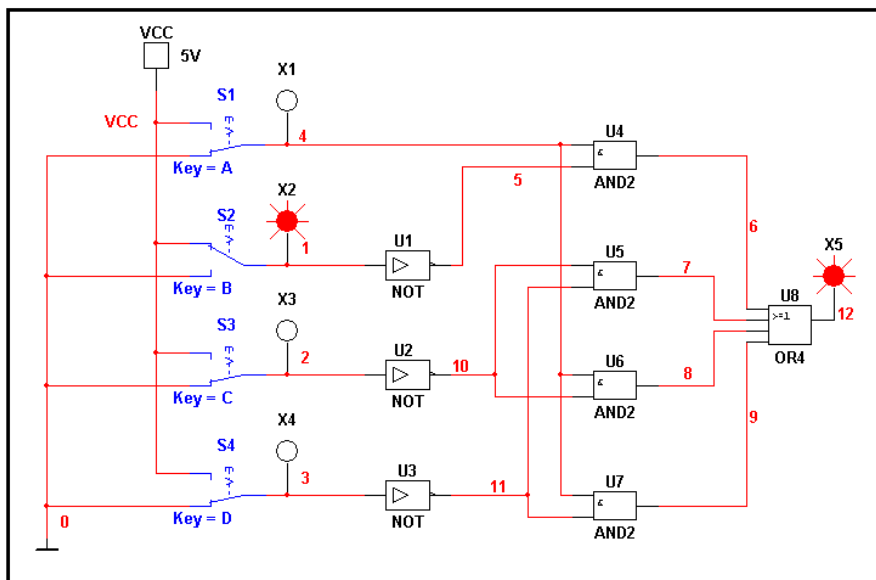 VCC
5V
X1
S1
VCC
4
U4
Key = A
&
5
AND2
X2
S2
1
U1
6
X5
U5
7
Key = B
NOT
&
U8
AND2
X3
>=1
12
S3
2
U2
10
U6
8
OR4
Key = C
NOT
&
AND2
X4
9
S4
3
U3
11
U7
0
Key = D
NOT
&
AND2